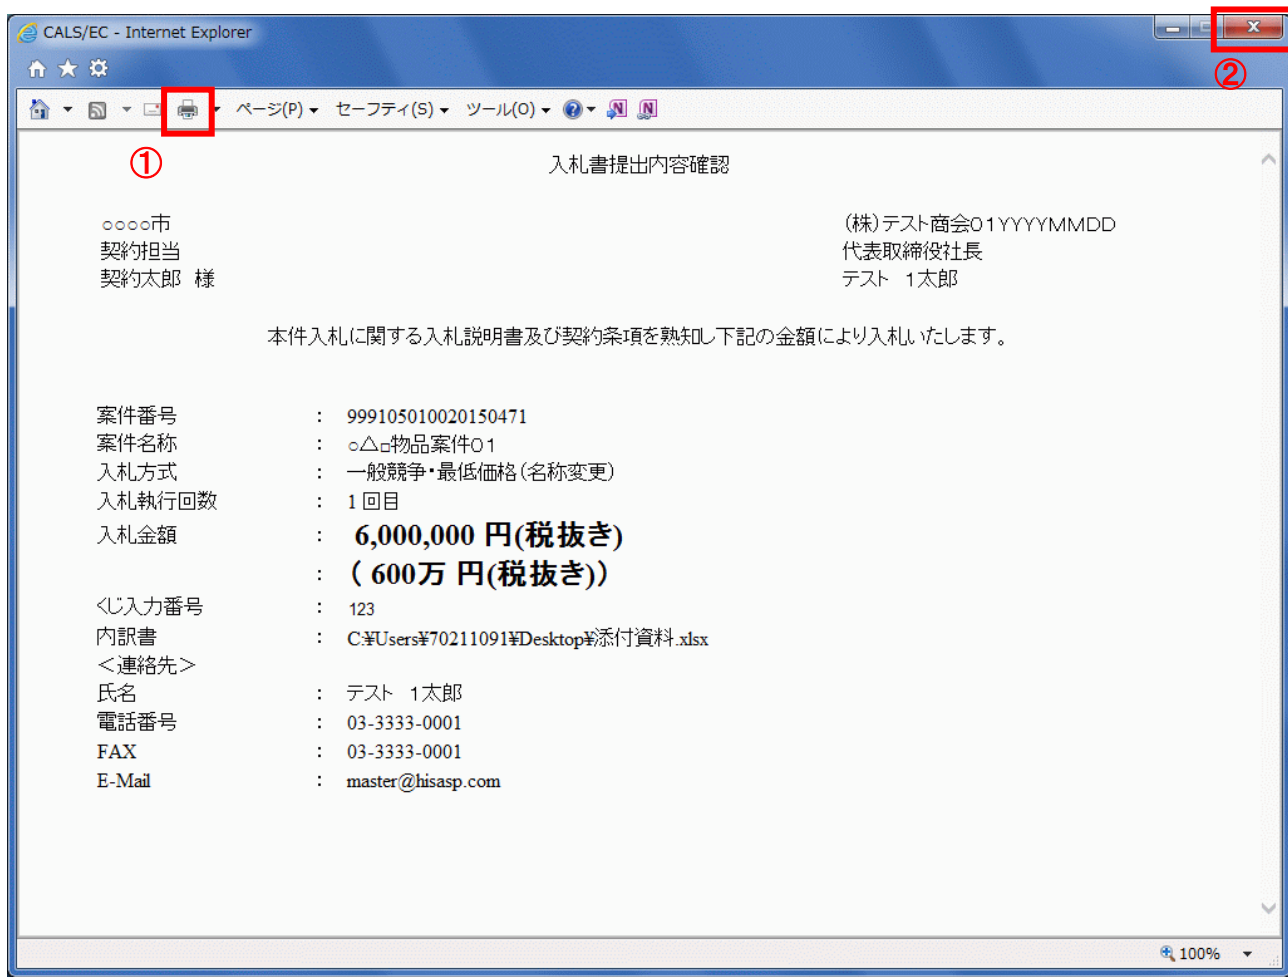 CALS/EC - Internet Explorer
②
ページ(P) セーフティ(S) ツール(O)
①
入札書提出内容確認
○○○○市 (株)テスト商会01YYYYMMDD
契約担当 代表取締役社長
契約太郎 様 テスト 1太郎
本件入札に関する入札説明書及び契約条項を熟知し下記の金額により入札いたします。
案件番号 : 999105010020150471
案件名称 : ○△□物品案件01
入札方式 : 一般競争・最低価格(名称変更)
入札執行回数 : 1回目
入札金額 : 6,000,000 円(税抜き)
: ( 600万 円(税抜き))
くじ入力番号 : 123
内訳書 : C:¥Users¥70211091¥Desktop¥添付資料.xlsx
<連絡先>
氏名 : テスト 1太郎
電話番号 : 03-3333-0001
FAX : 03-3333-0001
E-Mail : master@hisasp.com
100%